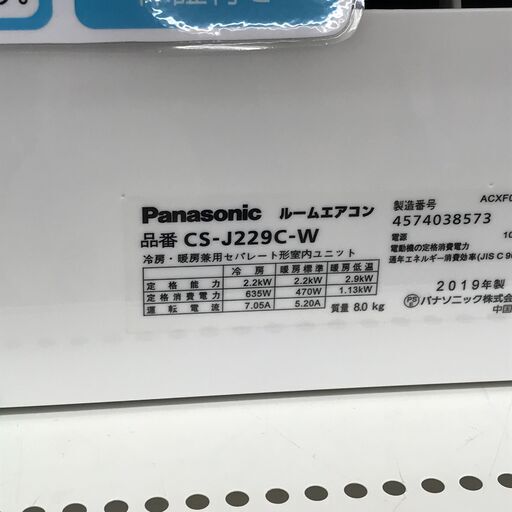 Panasonic ルームエアコン
品番 CS-J229C-W
冷房・暖房兼用セパレート形室内ユニット
冷 房 暖房標準 暖房低温
定 格 能 力 2.2kW 2.2kW 2.9kW
定格消費電力 635W 470W 1.13kW
運 転 電 流 7.05A 5.20A
質量 8.0 kg
ACXF0
製造番号
4574038573
電源 10
電動機の定格消費電力
通年エネルギー消費効率(JIS C 96
2019年製
パナソニック株式会
中国